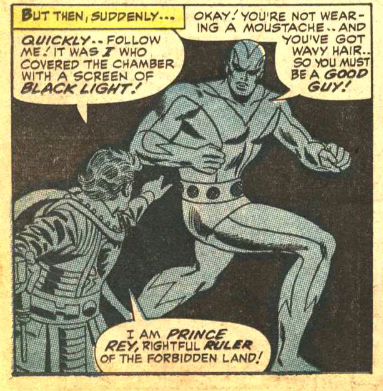 BUT THEN, SUDDENLY...
QUICKLY.. FOLLOW
ME! IT WAS I WHO
COVERED THE CHAMBER
WITH A SCREEN OF
BLACK LIGHT!
OKAY! YOU'RE NOT WEAR-
ING A MOUSTACHE.. AND
YOU'VE GOT
WAVY HAIR..
SO YOU MUST
BE A GOOD
GUY!
I AM PRINCE
REY, RIGHTFUL RULER
OF THE FORBIDDEN LAND!